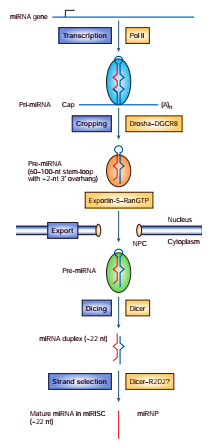 miRNA gene
Transcription
Pol II
Pri-miRNA
Cap
(A)n
Cropping
Drosha–DGCR8
Pre-miRNA
(60–100-nt stem-loop
with ~2-nt 3′ overhang)
Exportin-5–RanGTP
Nucleus
Export
NPC
Cytoplasm
Pre-miRNA
Dicing
Dicer
miRNA duplex (~22 nt)
Strand selection
Dicer–R2D2?
Mature miRNA in miRISC
(~22 nt)
miRNP